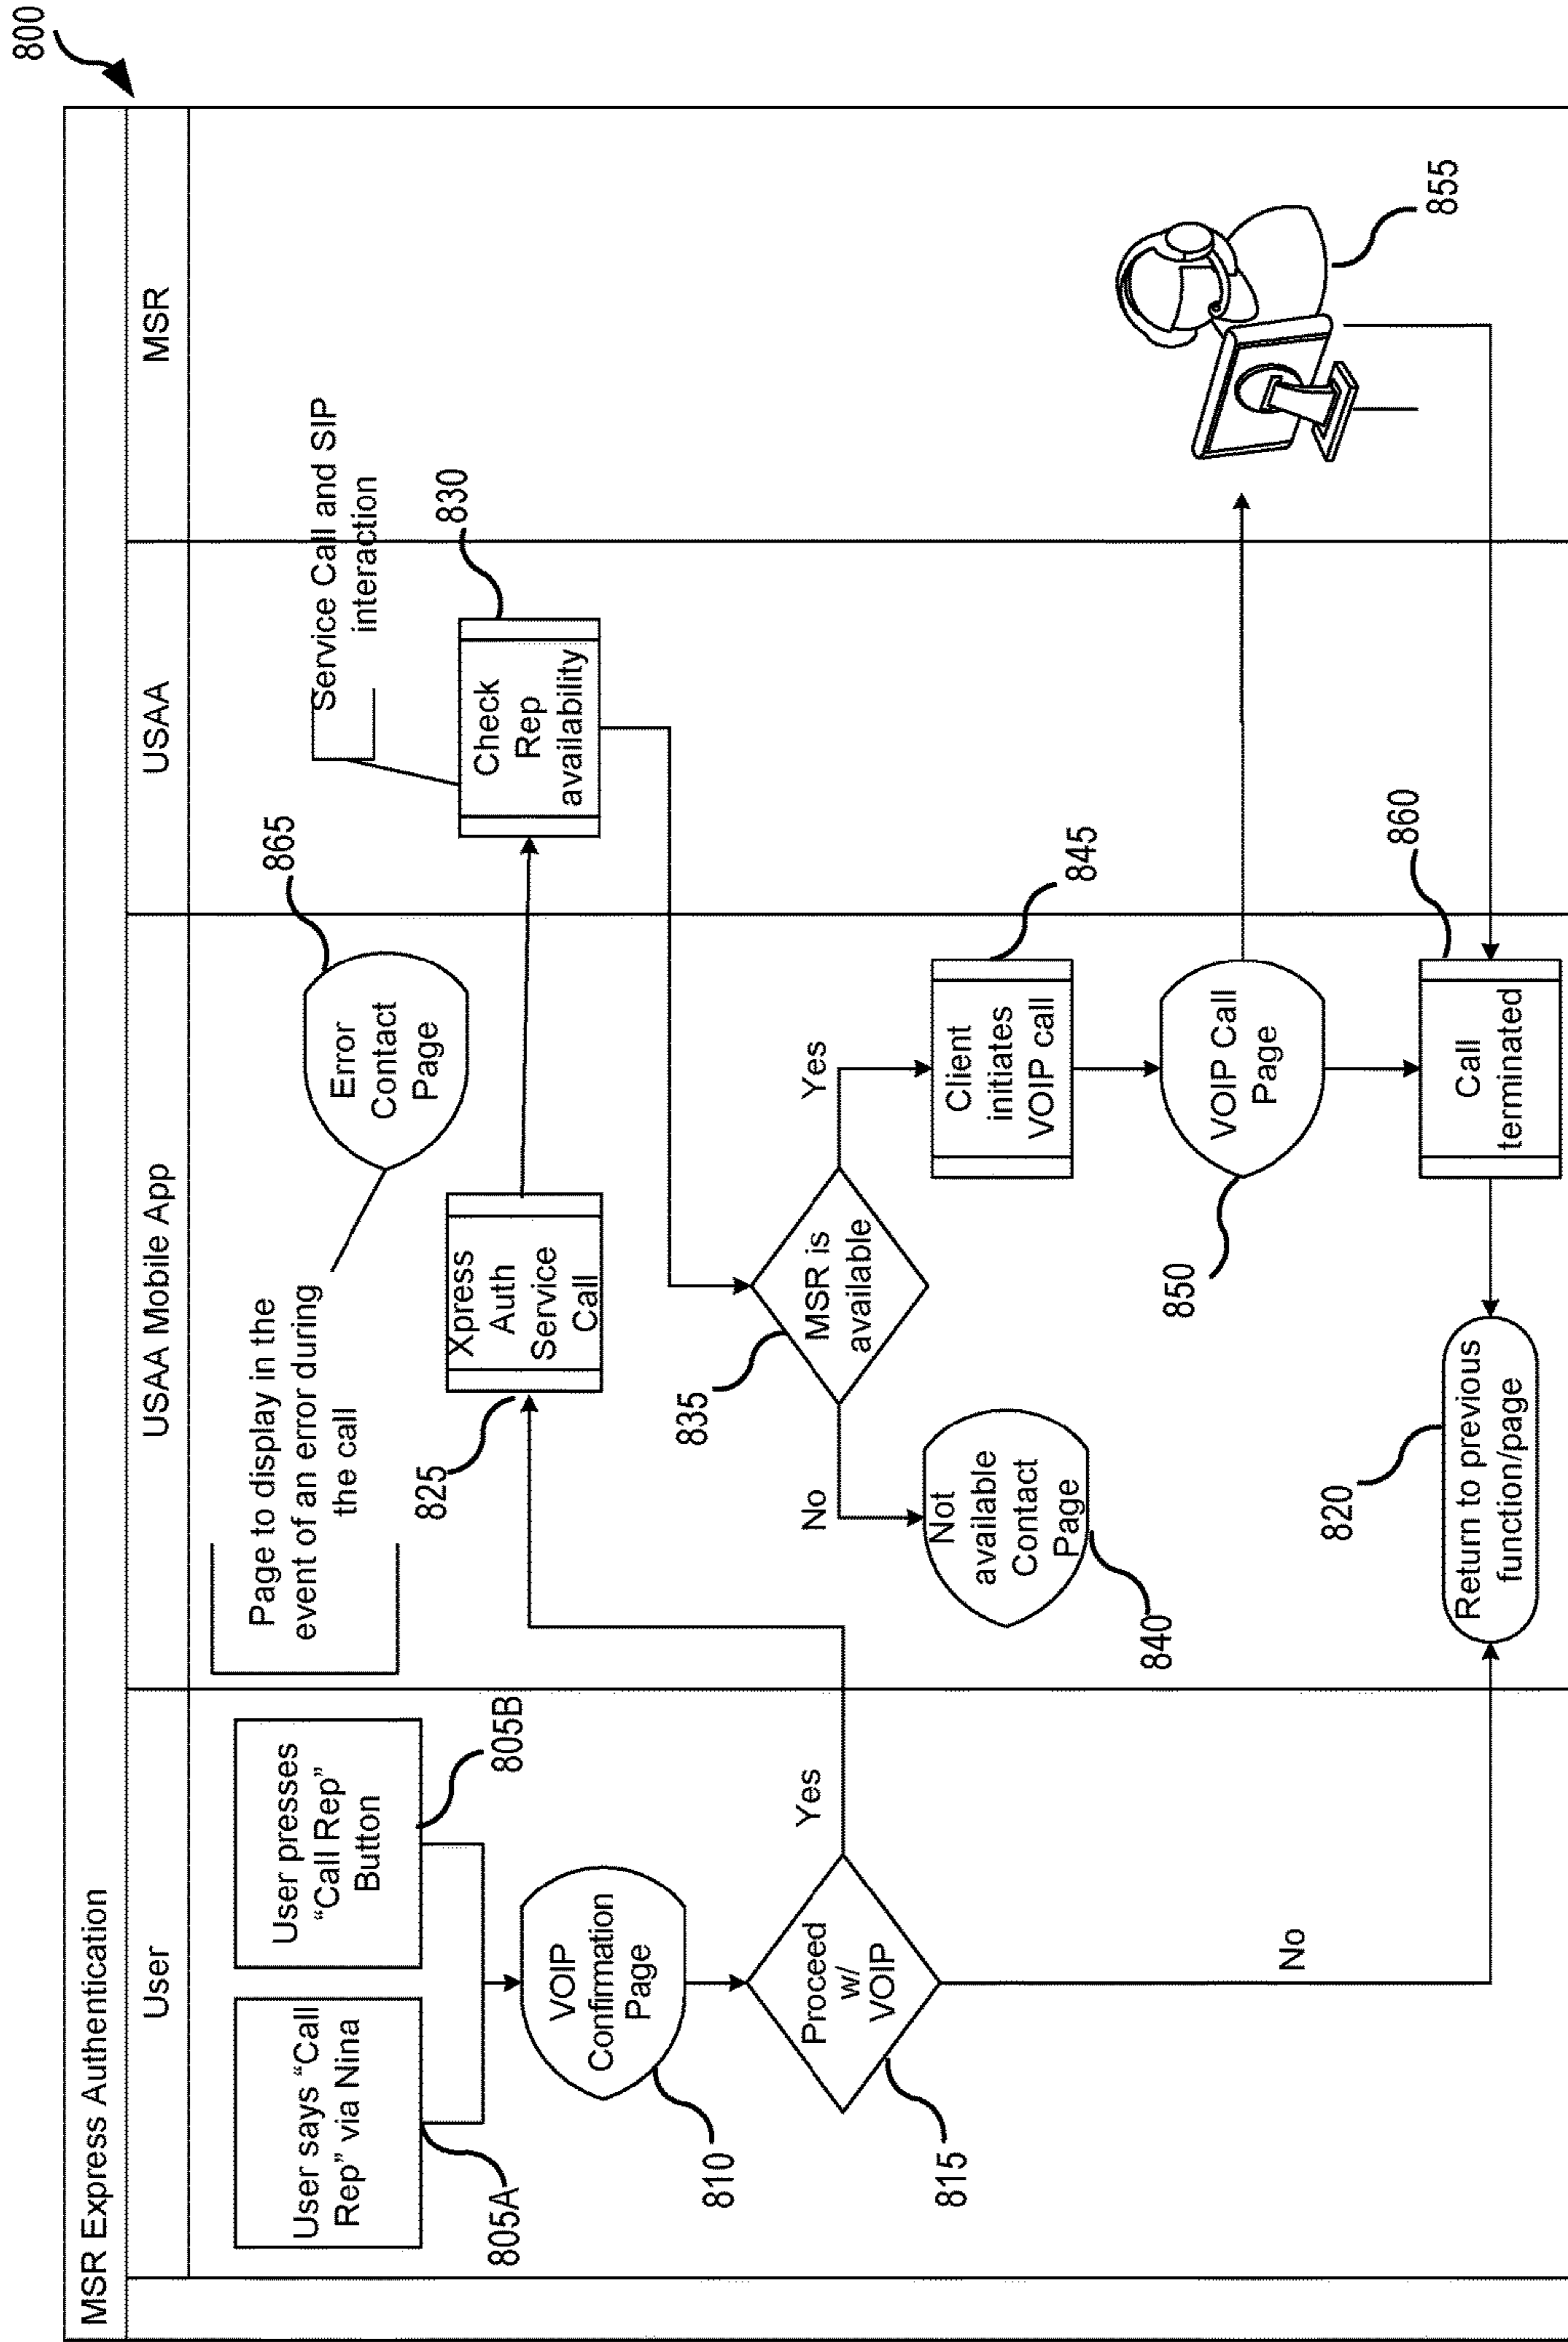 800
MSR Express Authentication
User
USAA Mobile App
USAA
MSR
User says “Call
Rep” via Nina
805A
User presses
“Call Rep”
Button
805B
VOIP
Confirmation
Page
810
Proceed
w/
VOIP
815
Yes
No
Page to display in the
event of an error during
the call
Error
Contact
Page
865
Xpress
Auth
Service
Call
825
Service Call and SIP
interaction
Check
Rep
availability
830
MSR is
available
835
No
Yes
Not
available
Contact
Page
840
Client
initiates
VOIP call
845
VOIP Call
Page
850
855
Call
terminated
860
Return to previous
function/page
820